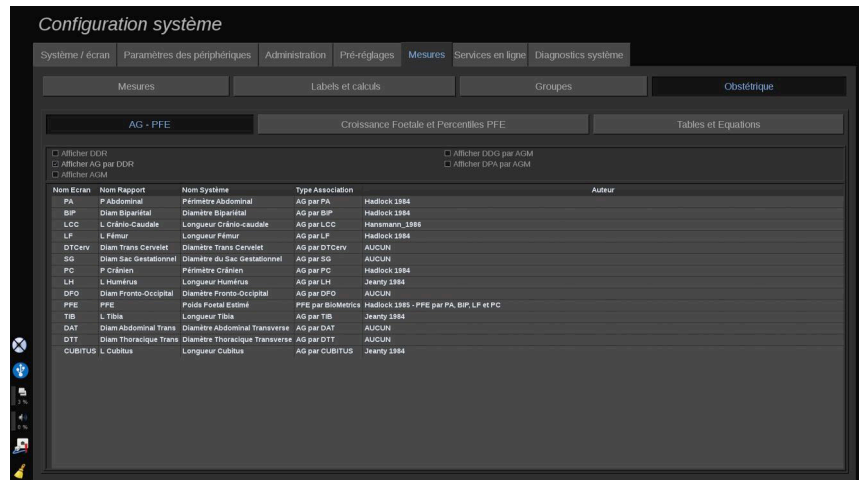 Configuration système
Système / écran Paramètres des périphériques Administration Pré-réglages Mesures Services en ligne Diagnostics système
Mesures Labels et calculs Groupes Obstétrique
AG - PFE Croissance Foetale et Percentiles PFE Tables et Equations
Afficher DDR Afficher DDG par AGM
Afficher AG par DDR Afficher DPA par AGM
Afficher AGM
Nom Ecran Nom Rapport Nom Système Type Association Auteur
PA P Abdominal Périmètre Abdominal AG par PA Hadlock 1984
BIP Diam Bipariétal Diamètre Bipariétal AG par BIP Hadlock 1984
LCC L Crânio-Caudale Longueur Crânio-caudale AG par LCC Hansmann_1986
LF L Fémur Longueur Fémur AG par LF Hadlock 1984
DTCerv Diam Trans Cervelet Diamètre Trans Cervelet AG par DTCerv AUCUN
SG Diam Sac Gestationnel Diamètre du Sac Gestationnel AG par SG AUCUN
PC P Crânien Périmètre Crânien AG par PC Hadlock 1984
LH L Humérus Longueur Humérus AG par LH Jeanty 1984
DFO Diam Fronto-Occipital Diamètre Fronto-Occipital AG par DFO AUCUN
PFE PFE Poids Foetal Estimé PFE par BioMetrics Hadlock 1985 - PFE par PA, BIP, LF et PC
TIB L Tibia Longueur Tibia AG par TIB Jeanty 1984
DAT Diam Abdominal Trans Diamètre Abdominal Transverse AG par DAT AUCUN
DTT Diam Thoracique Trans Diamètre Thoracique Transverse AG par DTT AUCUN
CUBITUS L Cubitus Longueur Cubitus AG par CUBITUS Jeanty 1984
3 %
0 %